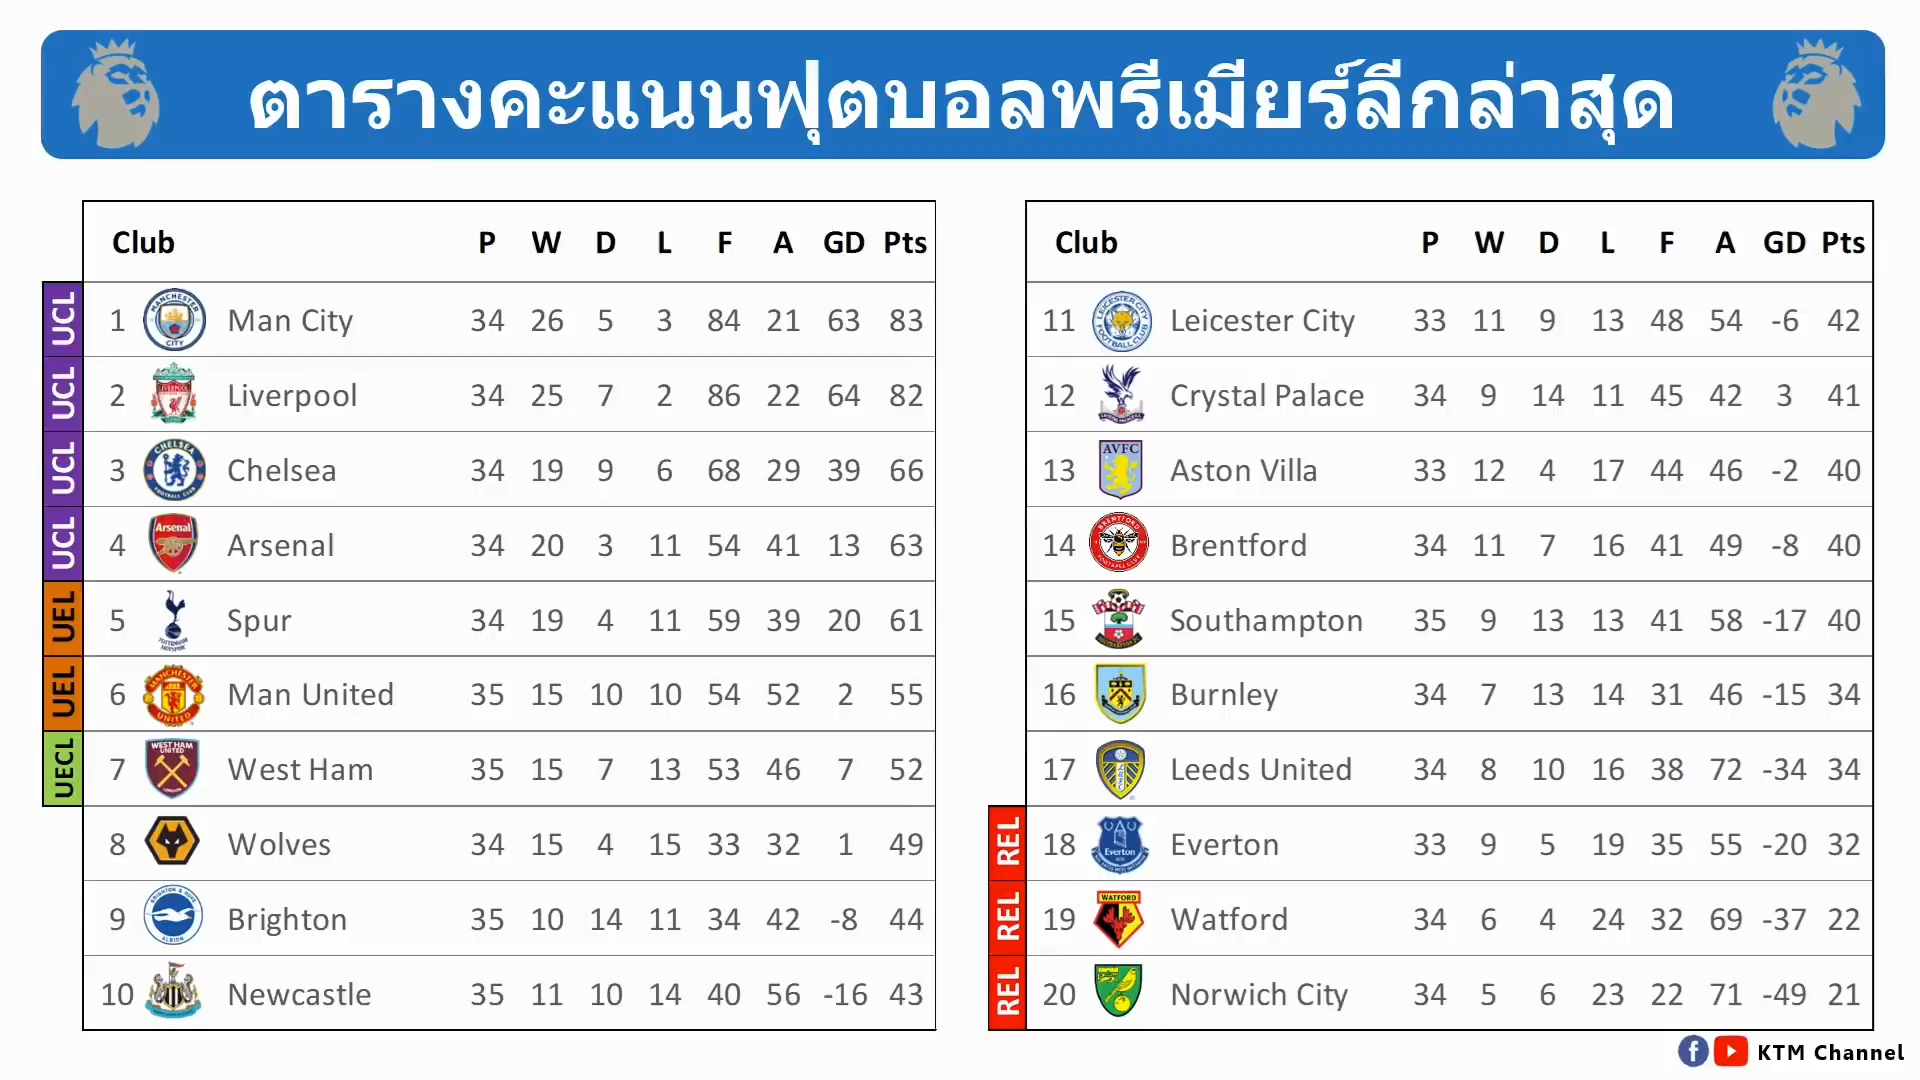 ตารางคะแนนฟุตบอลพรีเมียร์ลีกล่าสุด
Club P W D L F A GD Pts
UCL 1 Man City 34 26 5 3 84 21 63 83
UCL 2 Liverpool 34 25 7 2 86 22 64 82
UCL 3 Chelsea 34 19 9 6 68 29 39 66
UCL 4 Arsenal 34 20 3 11 54 41 13 63
UEL 5 Spur 34 19 4 11 59 39 20 61
UEL 6 Man United 35 15 10 10 54 52 2 55
UECL 7 West Ham 35 15 7 13 53 46 7 52
8 Wolves 34 15 4 15 33 32 1 49
9 Brighton 35 10 14 11 34 42 -8 44
10 Newcastle 35 11 10 14 40 56 -16 43
Club P W D L F A GD Pts
11 Leicester City 33 11 9 13 48 54 -6 42
12 Crystal Palace 34 9 14 11 45 42 3 41
13 Aston Villa 33 12 4 17 44 46 -2 40
14 Brentford 34 11 7 16 41 49 -8 40
15 Southampton 35 9 13 13 41 58 -17 40
16 Burnley 34 7 13 14 31 46 -15 34
17 Leeds United 34 8 10 16 38 72 -34 34
REL 18 Everton 33 9 5 19 35 55 -20 32
REL 19 Watford 34 6 4 24 32 69 -37 22
REL 20 Norwich City 34 5 6 23 22 71 -49 21
KTM Channel